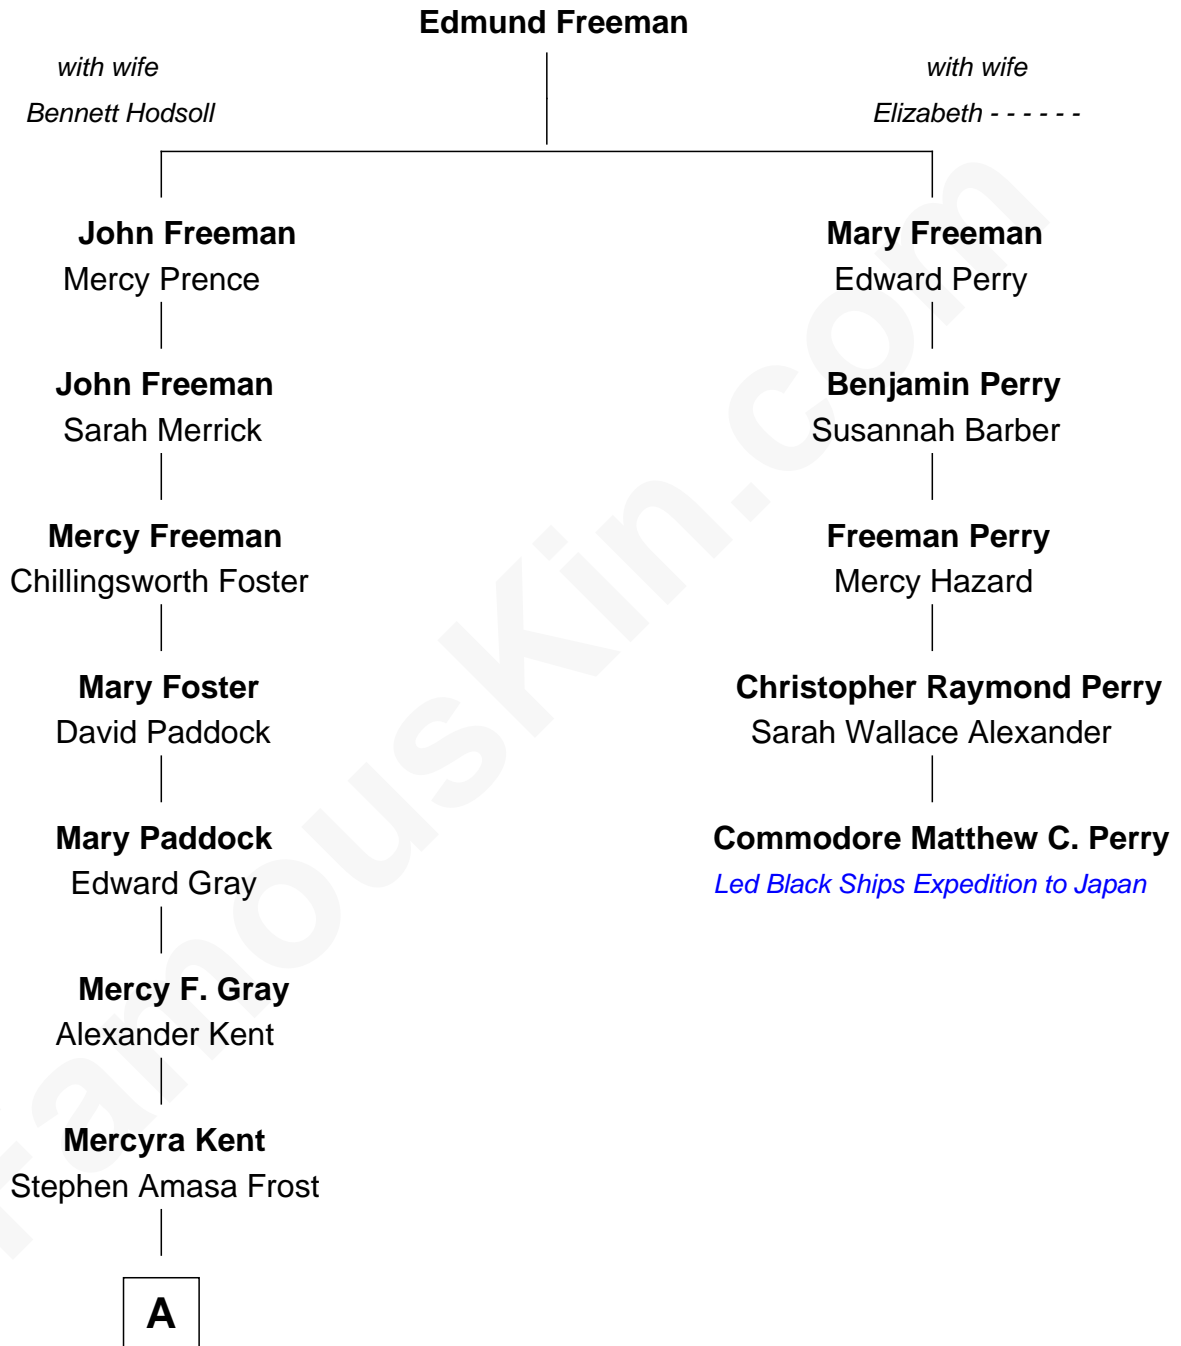 Edmund Freeman
with wife
Bennett Hodsoll
with wife
Elizabeth - - - - - -
John Freeman
Mercy Prence
Mary Freeman
Edward Perry
John Freeman
Sarah Merrick
Benjamin Perry
Susannah Barber
Mercy Freeman
Chillingsworth Foster
Freeman Perry
Mercy Hazard
Mary Foster
David Paddock
Christopher Raymond Perry
Sarah Wallace Alexander
Mary Paddock
Edward Gray
Commodore Matthew C. Perry
Led Black Ships Expedition to Japan
Mercy F. Gray
Alexander Kent
Mercyra Kent
Stephen Amasa Frost
A
FamousKin.com